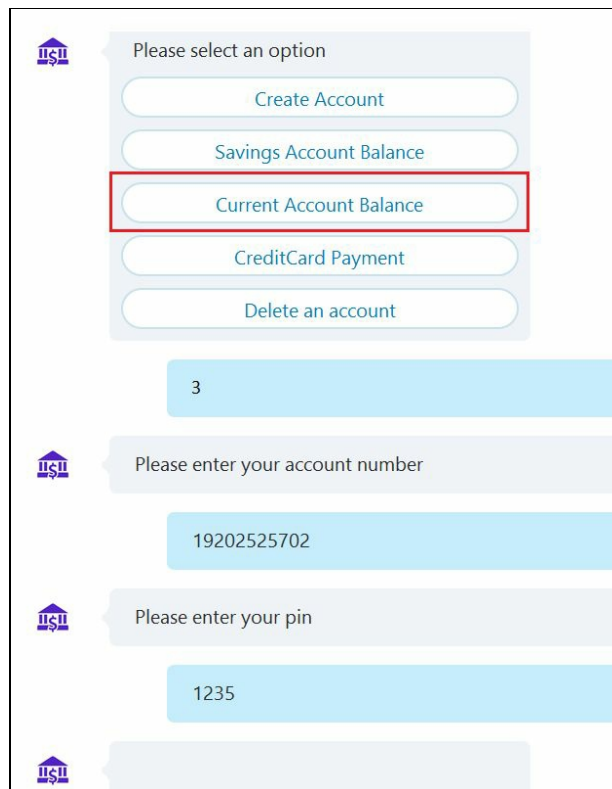 Please select an option
Create Account
Savings Account Balance
Current Account Balance
CreditCard Payment
Delete an account
3
Please enter your account number
19202525702
Please enter your pin
1235